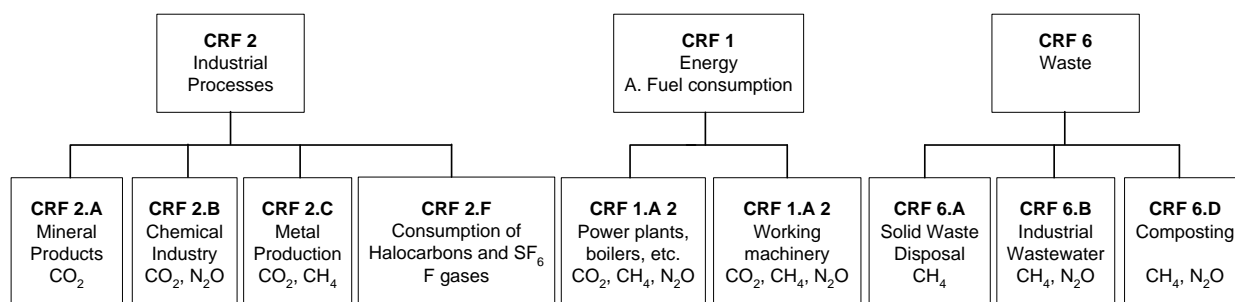 CRF 2
Industrial
Processes
CRF 1
Energy
A. Fuel consumption
CRF 6
Waste
CRF 2.A
Mineral
Products
CO₂
CRF 2.B
Chemical
Industry
CO₂, N₂O
CRF 2.C
Metal
Production
CO₂, CH₄
CRF 2.F
Consumption of
Halocarbons and SF₆
F gases
CRF 1.A 2
Power plants,
boilers, etc.
CO₂, CH₄, N₂O
CRF 1.A 2
Working
machinery
CO₂, CH₄, N₂O
CRF 6.A
Solid Waste
Disposal
CH₄
CRF 6.B
Industrial
Wastewater
CH₄, N₂O
CRF 6.D
Composting
CH₄, N₂O